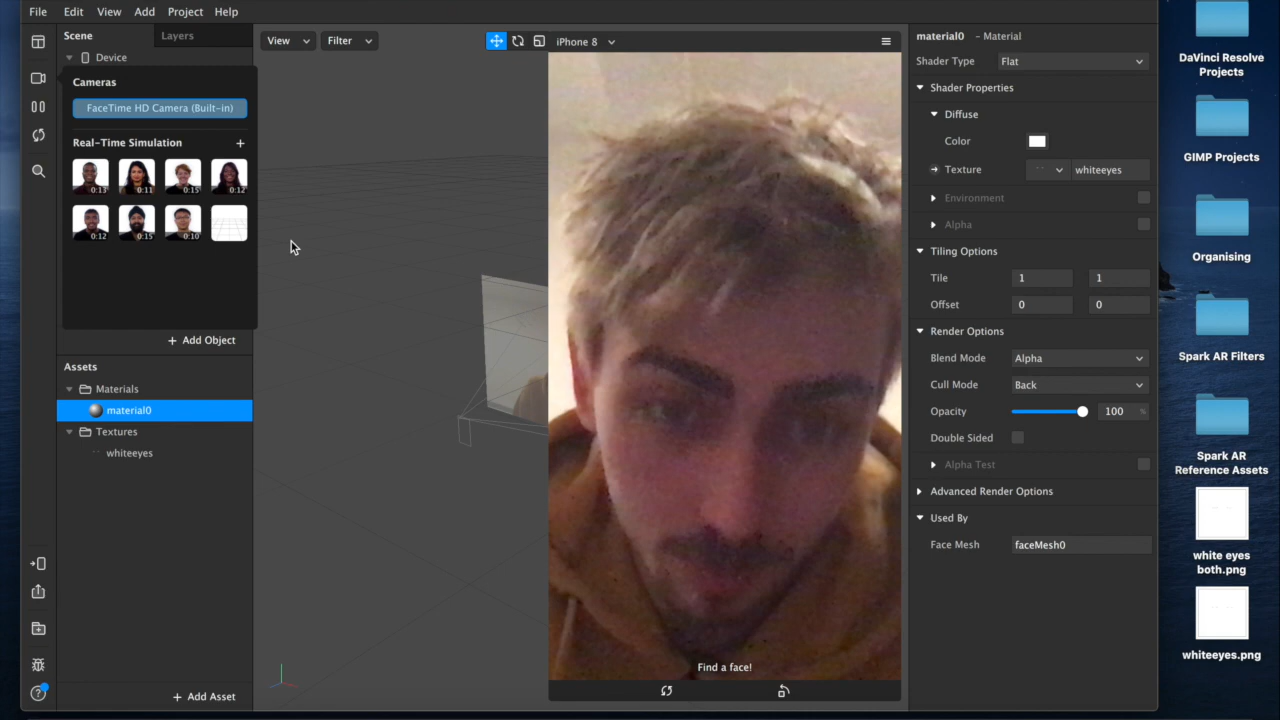 File Edit View Add Project Help
Scene
Layers
Device
Cameras
FaceTime HD Camera (Built-in)
Real-Time Simulation
0:13
0:11
0:15
0:12
0:12
0:15
0:10
Add Object
Assets
Materials
material0
Textures
whiteeyes
Add Asset
View
Filter
iPhone 8
Find a face!
material0 - Material
Shader Type Flat
Shader Properties
Diffuse
Color
Texture whiteeyes
Environment
Alpha
Tiling Options
Tile 1 1
Offset 0 0
Render Options
Blend Mode Alpha
Cull Mode Back
Opacity 100 %
Double Sided
Alpha Test
Advanced Render Options
Used By
Face Mesh faceMesh0
DaVinci Resolve
Projects
GIMP Projects
Organising
Spark AR Filters
Spark AR
Reference Assets
white eyes
both.png
whiteeyes.png